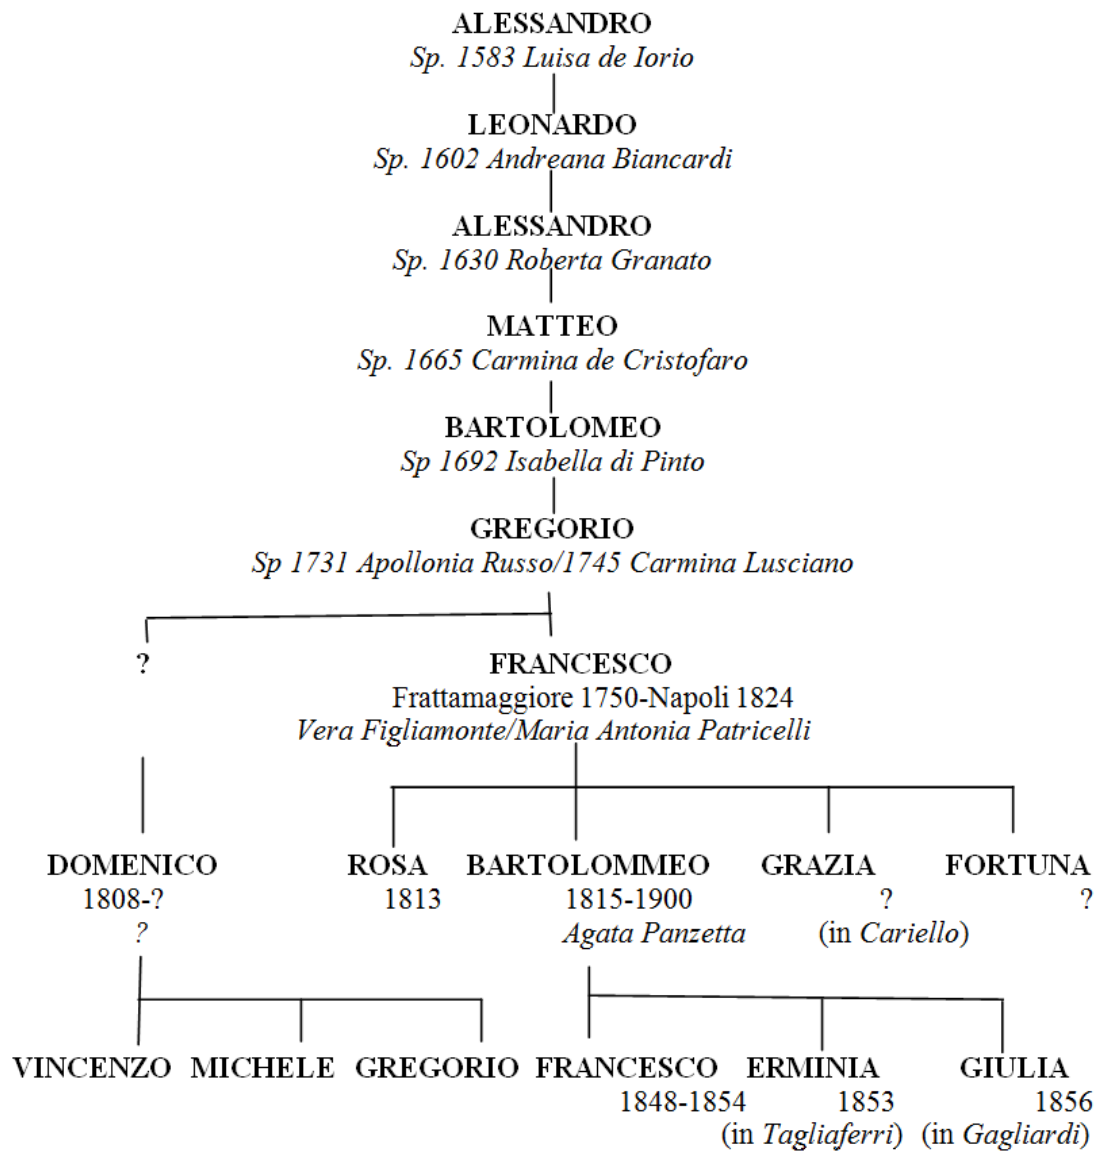 ALESSANDRO
Sp. 1583 Luisa de Iorio
LEONARDO
Sp. 1602 Andreana Biancardi
ALESSANDRO
Sp. 1630 Roberta Granato
MATTEO
Sp. 1665 Carmina de Cristofaro
BARTOLOMEO
Sp 1692 Isabella di Pinto
GREGORIO
Sp 1731 Apollonia Russo/1745 Carmina Lusciano
? FRANCESCO
Frattamaggiore 1750-Napoli 1824
Vera Figliamonte/Maria Antonia Patricelli
DOMENICO ROSA BARTOLOMMEO GRAZIA FORTUNA
1808-? 1813 1815-1900 ? ?
? Agata Panzetta (in Cariello)
VINCENZO MICHELE GREGORIO FRANCESCO ERMINIA GIULIA
1848-1854 1853 1856
(in Tagliaferri) (in Gagliardi)